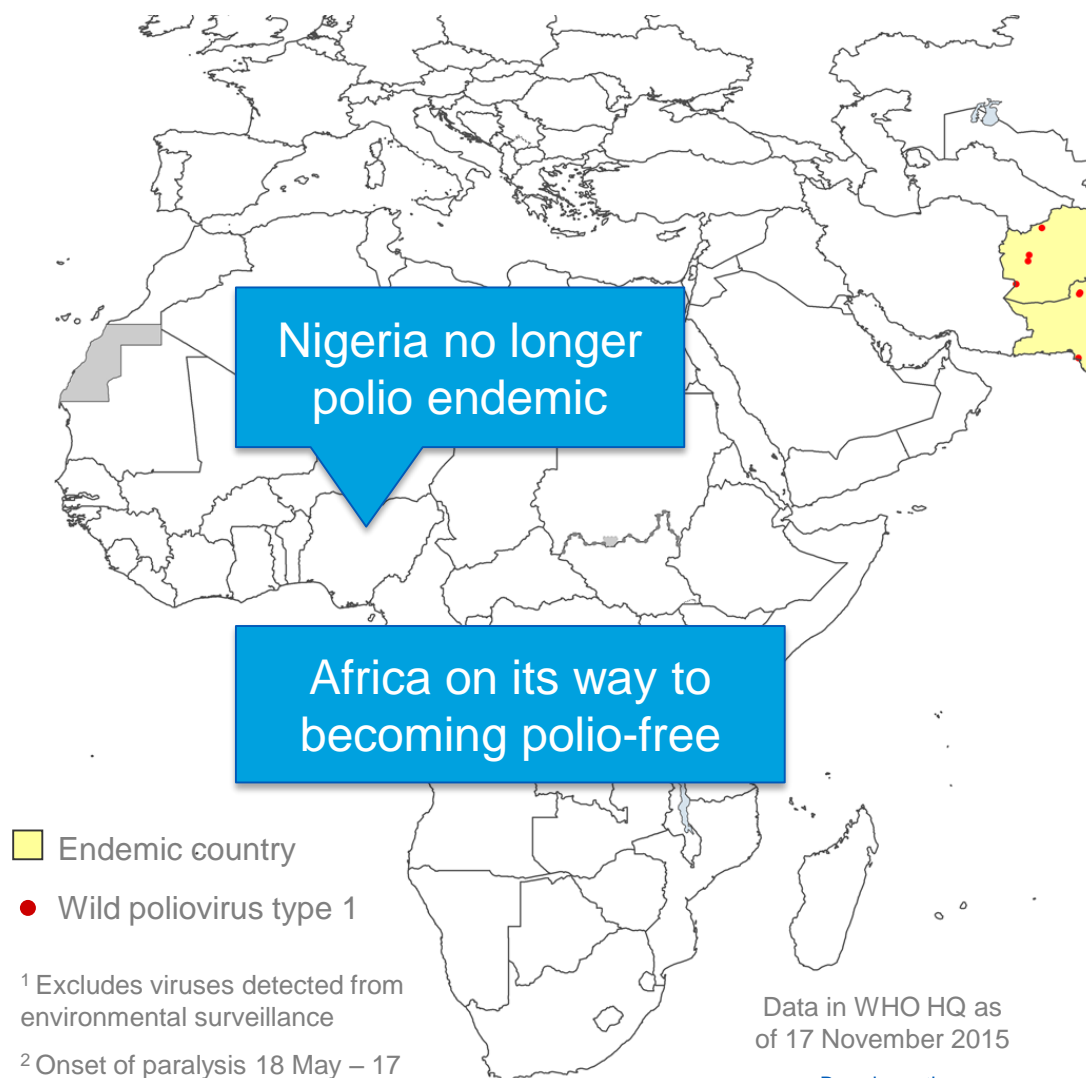 Nigeria no longer
polio endemic
Africa on its way to
becoming polio-free
Endemic country
Wild poliovirus type 1
1 Excludes viruses detected from
environmental surveillance
2 Onset of paralysis 18 May – 17
Data in WHO HQ as
of 17 November 2015